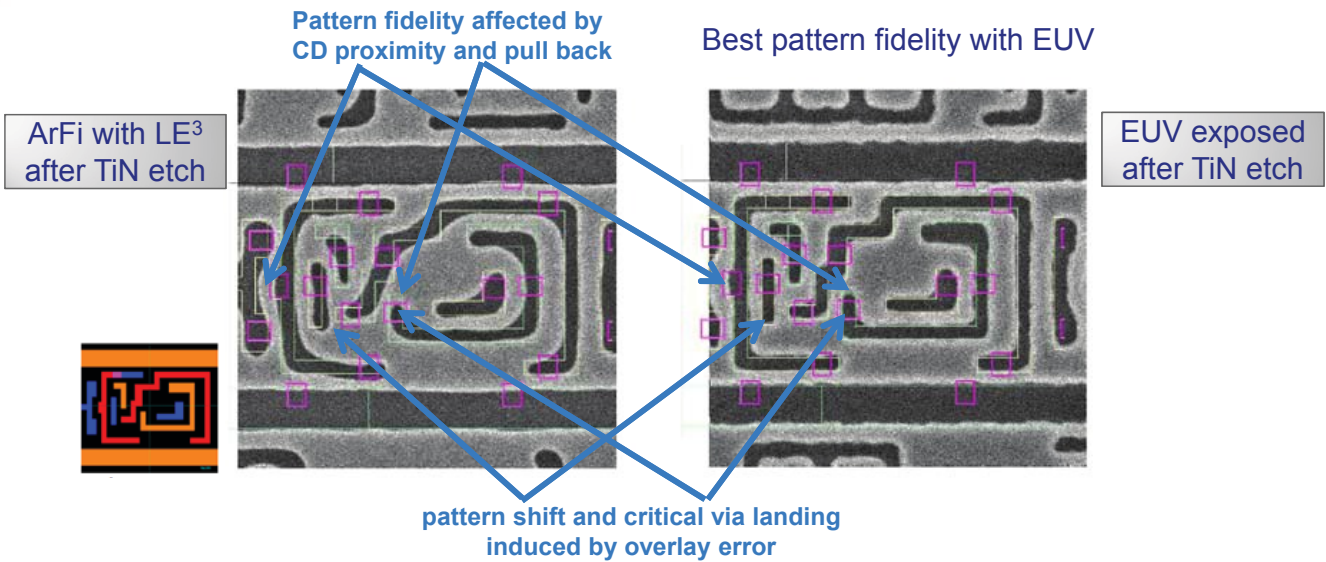 Pattern fidelity affected by
CD proximity and pull back
Best pattern fidelity with EUV
ArFi with LE³
after TiN etch
EUV exposed
after TiN etch
pattern shift and critical via landing
induced by overlay error